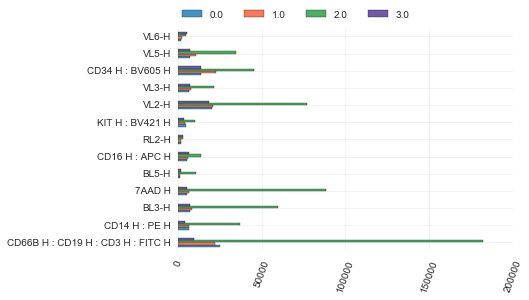 0.0 1.0 2.0 3.0
VL6-H
VL5-H
CD34 H : BV605 H
VL3-H
VL2-H
KIT H : BV421 H
RL2-H
CD16 H : APC H
BL5-H
7AAD H
BL3-H
CD14 : PE H
CD66B H : CD19 H : CD3 H : FITC H
0 50000 100000 150000 200000